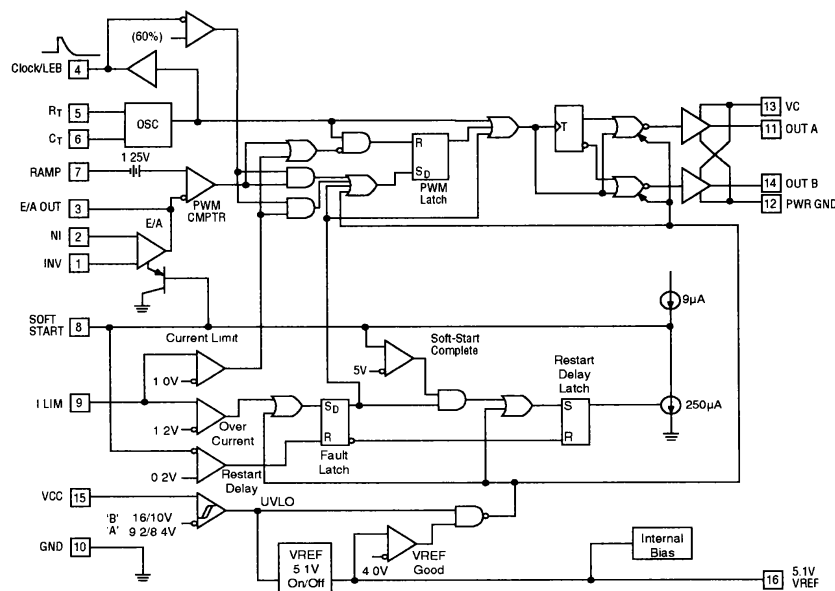 (60%)
Clock/LEB 4
RT 5
OSC
CT 6
1 25V
RAMP 7
E/A OUT 3
E/A
PWM
CMPTR
NI 2
INV 1
R
SD
PWM
Latch
T
13 VC
11 OUT A
14 OUT B
12 PWR GND
9µA
SOFT
START 8
Current Limit
1 0V
Soft-Start
Complete
5V
Restart
Delay
Latch
S
R
250µA
I LIM 9
1 2V
Over
Current
SD
R
Fault
Latch
0 2V
Restart
Delay
VCC 15
UVLO
'B' 16/10V
'A' 9 2/8 4V
GND 10
VREF
5 1V
On/Off
4 0V
VREF
Good
Internal
Bias
16 5.1V
VREF